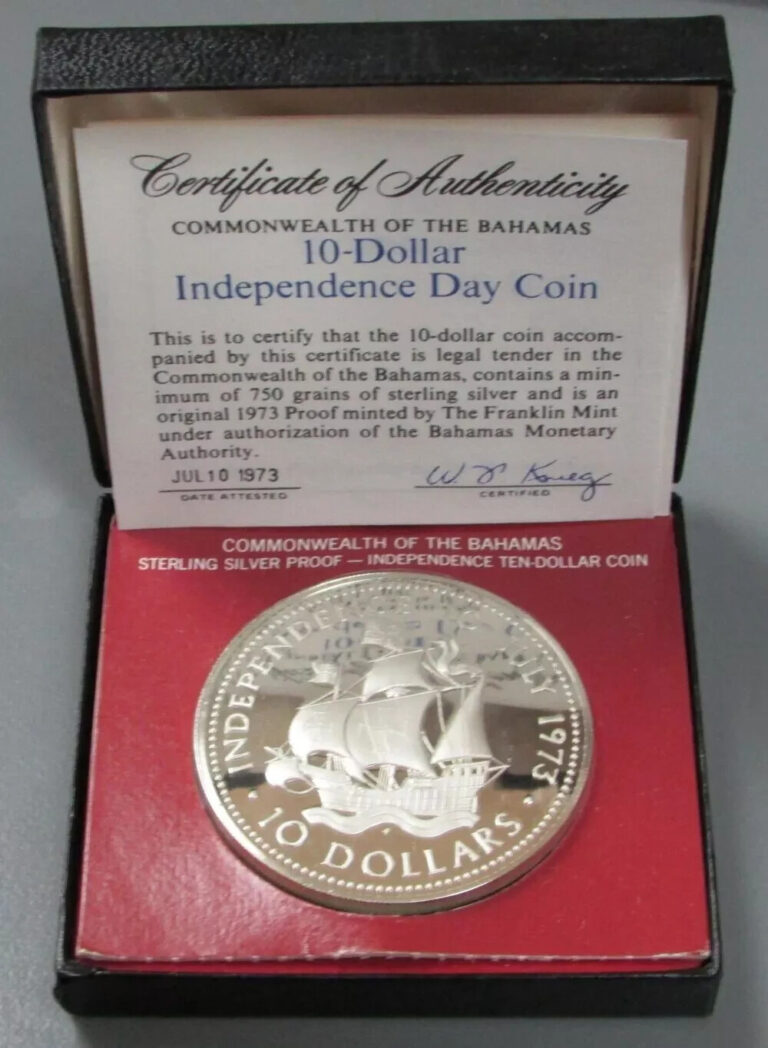 Certificate of Authenticity
COMMONWEALTH OF THE BAHAMAS
10-Dollar
Independence Day Coin
This is to certify that the 10-dollar coin accom-
panied by this certificate is legal tender in the
Commonwealth of the Bahamas, contains a min-
imum of 750 grains of sterling silver and is an
original 1973 Proof minted by The Franklin Mint
under authorization of the Bahamas Monetary
Authority.
JUL 10 1973
DATE ATTESTED
CERTIFIED
COMMONWEALTH OF THE BAHAMAS
STERLING SILVER PROOF — INDEPENDENCE TEN-DOLLAR COIN
1973
10 DOLLARS